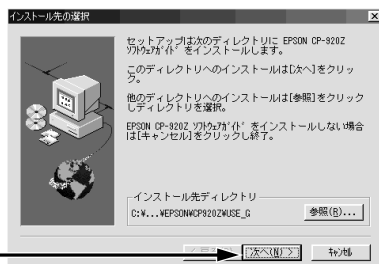 インストール先の選択
セットアップは次のディレクトリに EPSON CP-920Z
ソフトウェアガイド をインストールします。
このディレクトリへのインストールは[次へ]をクリッ
ク。
他のディレクトリへのインストールは[参照]をクリック
しディレクトリを選択。
EPSON CP-920Z ソフトウェアガイド をインストールしない場合
は[キャンセル]をクリックし終了。
インストール先ディレクトリ
C:¥...¥EPSON¥CP920Z¥USE_G
参照(R)...
次へ(N) >
キャンセル